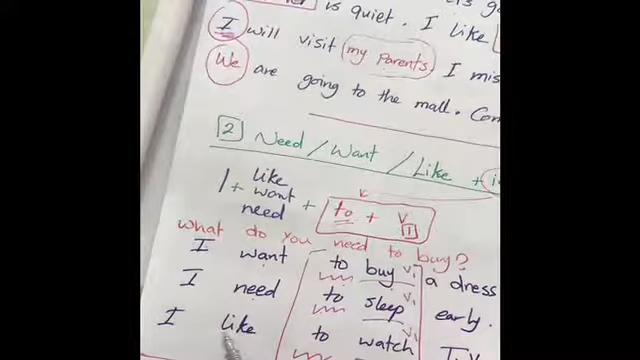 is quiet. I like
I will visit my parents. I mis
We are going to the mall. Com
2 Need / Want / Like + i
like
I + want + to + V1
need
What do you need to buy?
I want to buy V1 a dress
I need to sleep V1 early.
I like to watch T.V